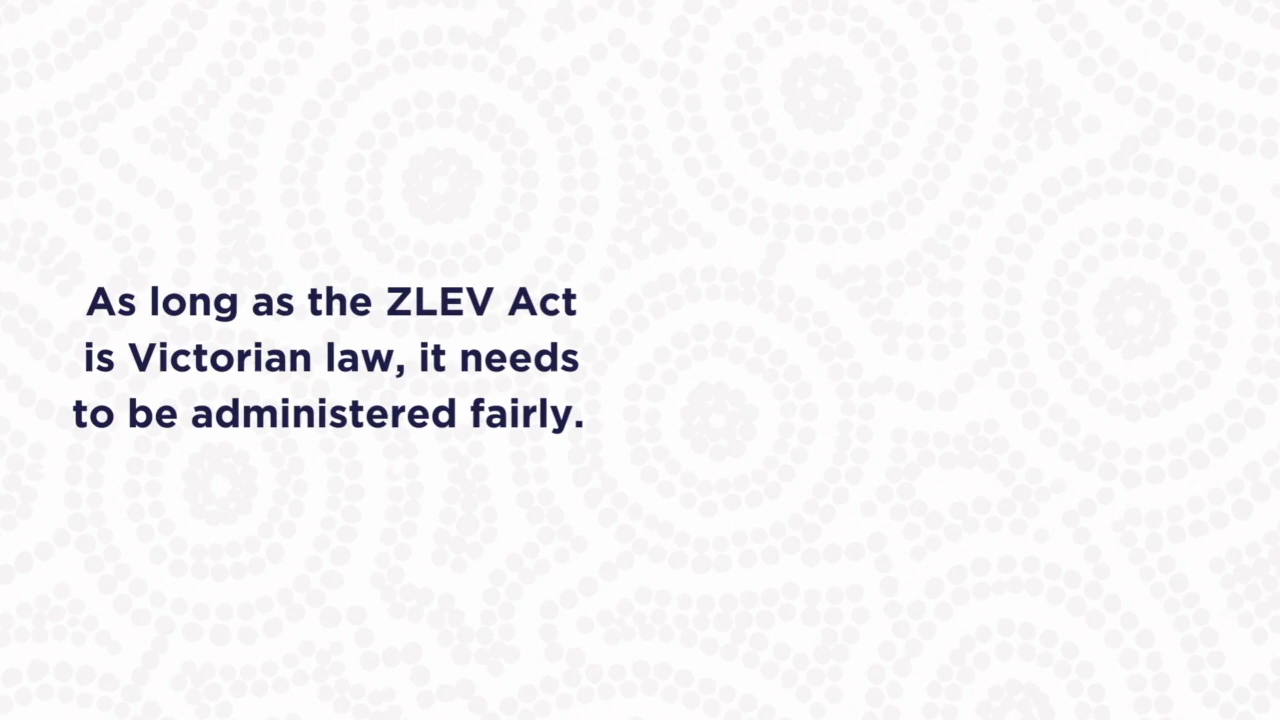 As long as the ZLEV Act
is Victorian law, it needs
to be administered fairly.